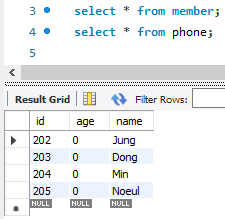 3 select * from member;
4 select * from phone;
5
Result Grid Filter Rows:
id age name
202 0 Jung
203 0 Dong
204 0 Min
205 0 Noeul
NULL NULL NULL